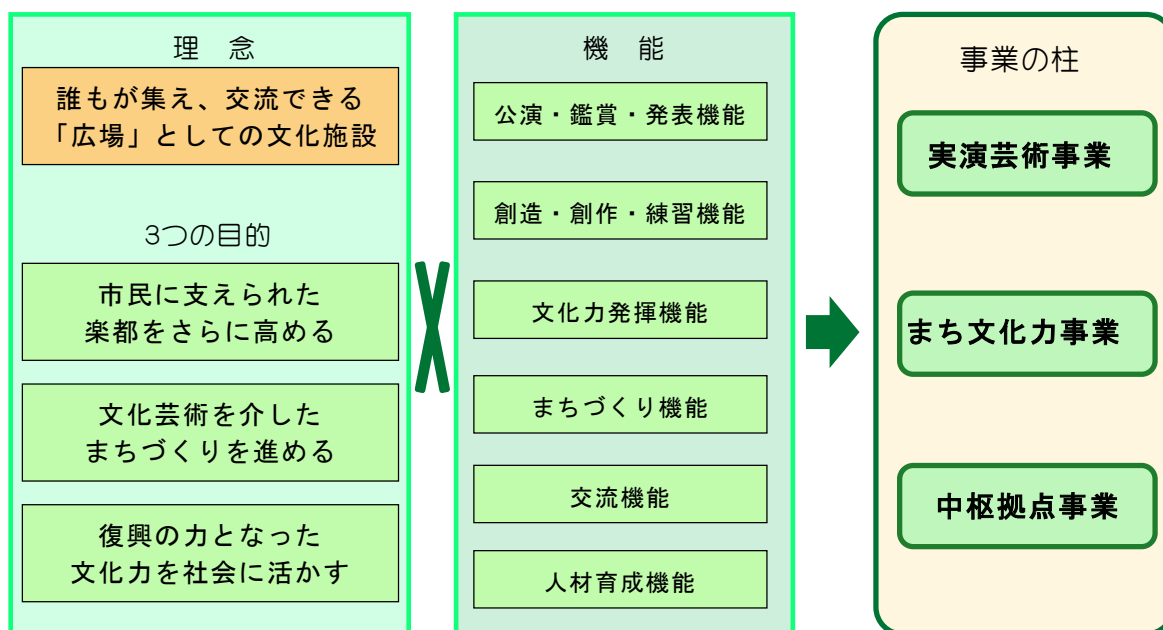 理 念
誰もが集え、交流できる
「広場」としての文化施設
3つの目的
市民に支えられた
楽都をさらに高める
文化芸術を介した
まちづくりを進める
復興の力となった
文化力を社会に活かす
機 能
公演・鑑賞・発表機能
創造・創作・練習機能
文化力発揮機能
まちづくり機能
交流機能
人材育成機能
事業の柱
実演芸術事業
まち文化力事業
中枢拠点事業